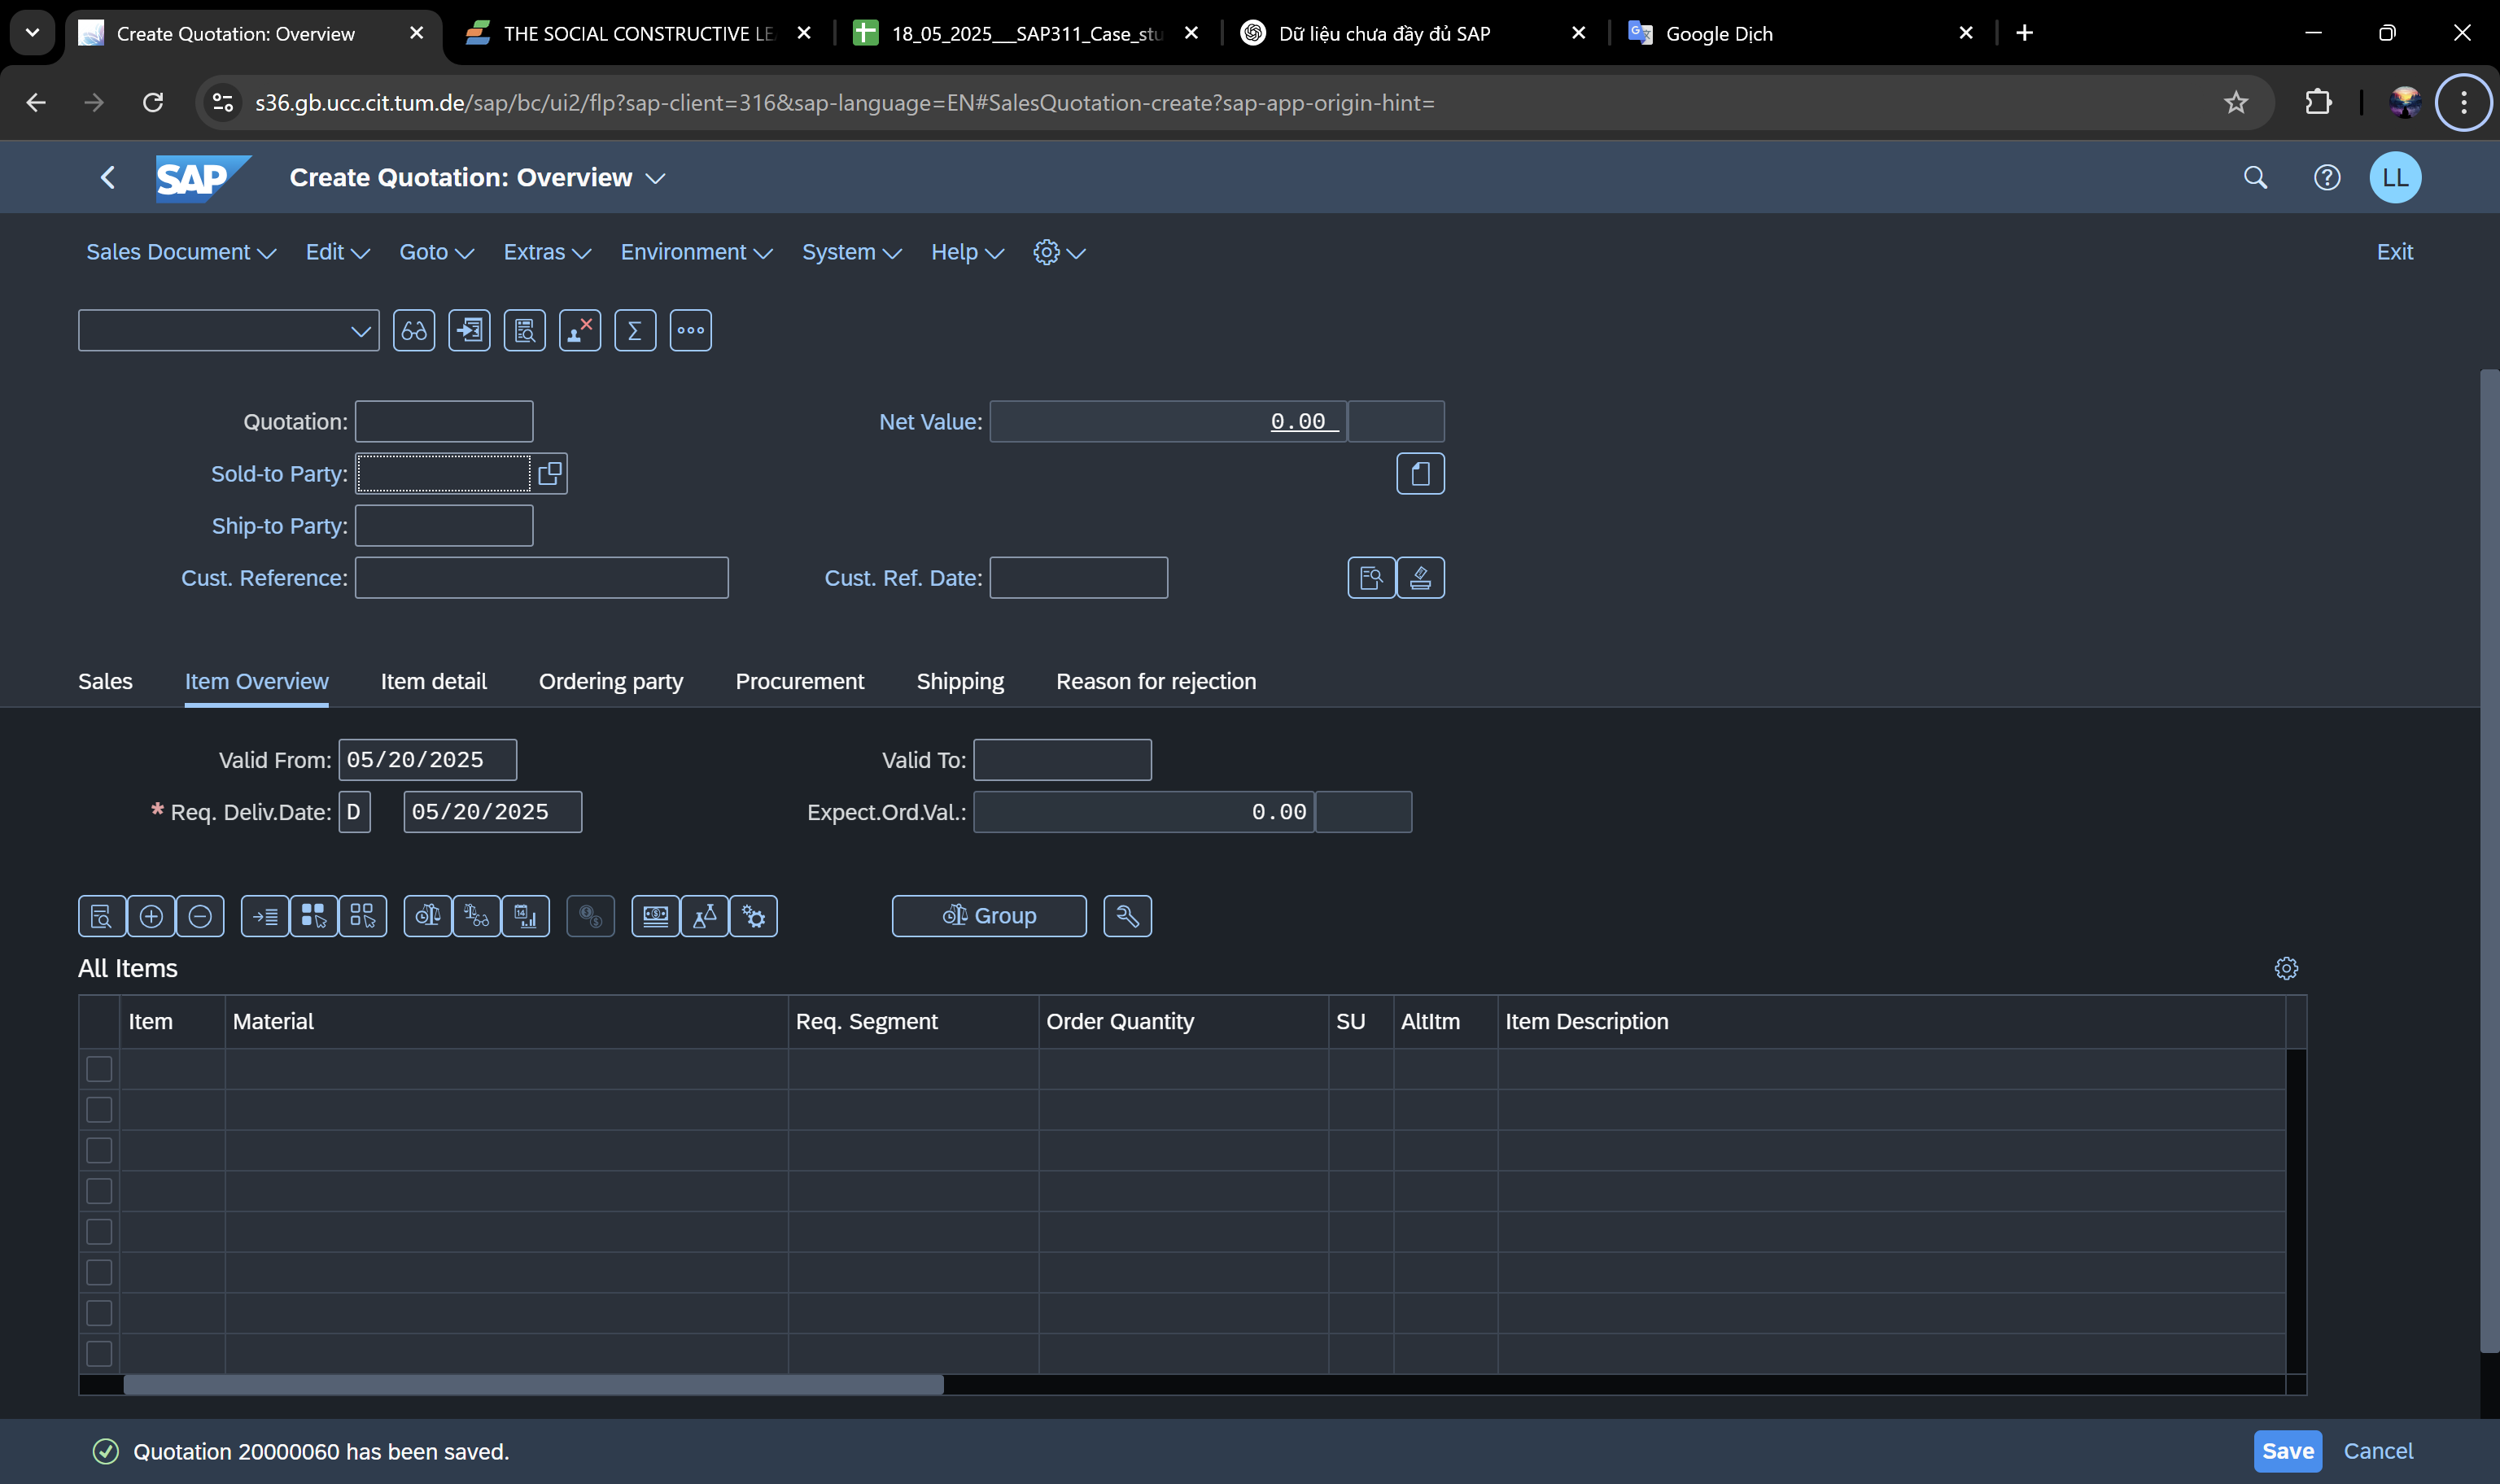 Create Quotation: Overview
THE SOCIAL CONSTRUCTIVE LE
18_05_2025___SAP311_Case_stu
Dữ liệu chưa đầy đủ SAP
Google Dịch
s36.gb.ucc.cit.tum.de/sap/bc/ui2/flp?sap-client=316&sap-language=EN#SalesQuotation-create?sap-app-origin-hint=
SAP Create Quotation: Overview LL
Sales Document Edit Goto Extras Environment System Help Exit
Quotation: Net Value: 0.00
Sold-to Party:
Ship-to Party:
Cust. Reference: Cust. Ref. Date:
Sales Item Overview Item detail Ordering party Procurement Shipping Reason for rejection
Valid From: 05/20/2025 Valid To:
* Req. Deliv.Date: D 05/20/2025 Expect.Ord.Val.: 0.00
Group
All Items
Item Material Req. Segment Order Quantity SU AltItm Item Description
Quotation 20000060 has been saved. Save Cancel